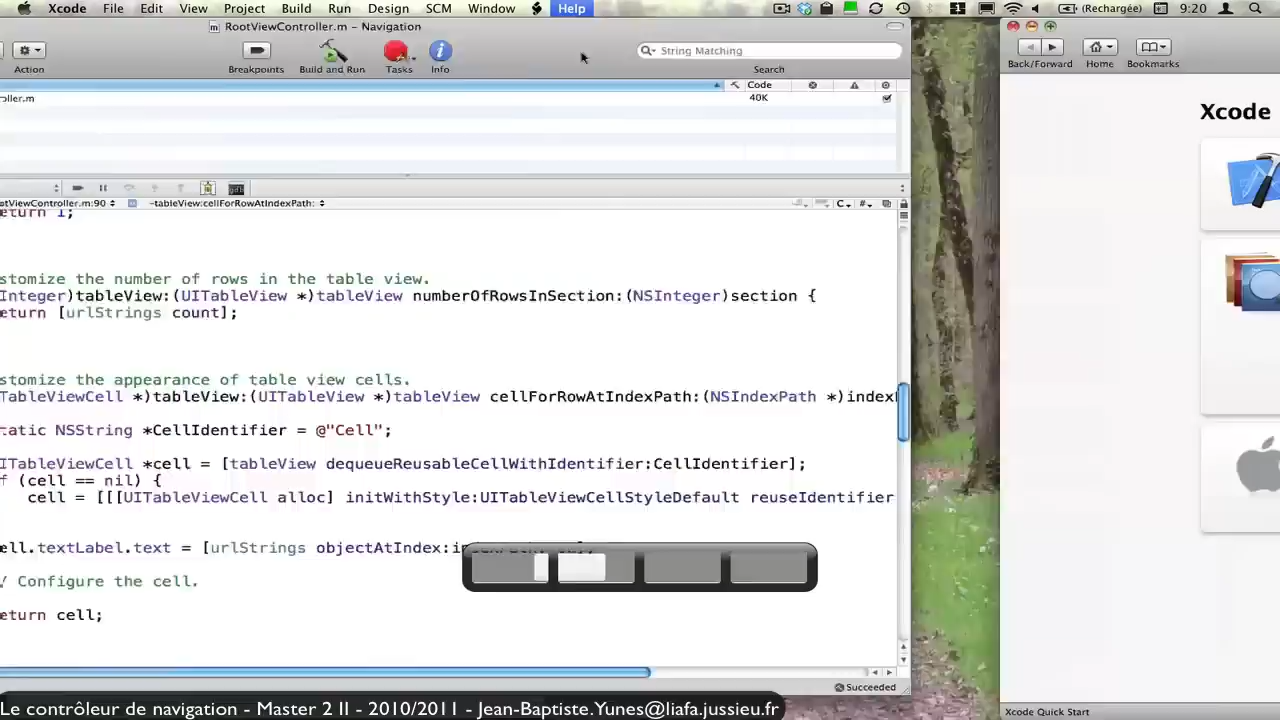 Xcode File Edit View Project Build Run Design SCM Window Help 1 (Rechargée) 9:20
RootViewController.m - Navigation
String Matching
Action Breakpoints Build and Run Tasks Info Search
Back/Forward Home Bookmarks
Code
oller.m 40K
Xcode
ootViewController.m:90 -tableView:cellForRowAtIndexPath: C #
eturn 1;
stomize the number of rows in the table view.
Integer)tableView:(UITableView *)tableView numberOfRowsInSection:(NSInteger)section {
eturn [urlStrings count];
stomize the appearance of table view cells.
TableViewCell *)tableView:(UITableView *)tableView cellForRowAtIndexPath:(NSIndexPath *)index
tatic NSString *CellIdentifier = @"Cell";
ITableViewCell *cell = [tableView dequeueReusableCellWithIdentifier:CellIdentifier];
f (cell == nil) {
cell = [[[UITableViewCell alloc] initWithStyle:UITableViewCellStyleDefault reuseIdentifier
ell.textLabel.text = [urlStrings objectAtIndex:
/ Configure the cell.
eturn cell;
Succeeded
Le contrôleur de navigation - Master 2 II - 2010/2011 - Jean-Baptiste.Yunes@liafa.jussieu.fr
Xcode Quick Start